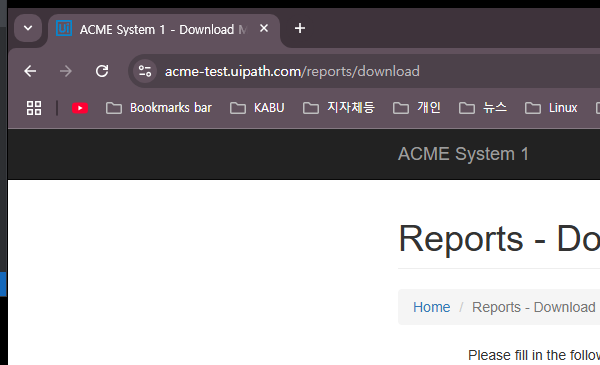 ACME System 1 - Download M
acme-test.uipath.com/reports/download
Bookmarks bar KABU 지자체등 개인 뉴스 Linux
ACME System 1
Reports - Do
Home / Reports - Download
Please fill in the follow